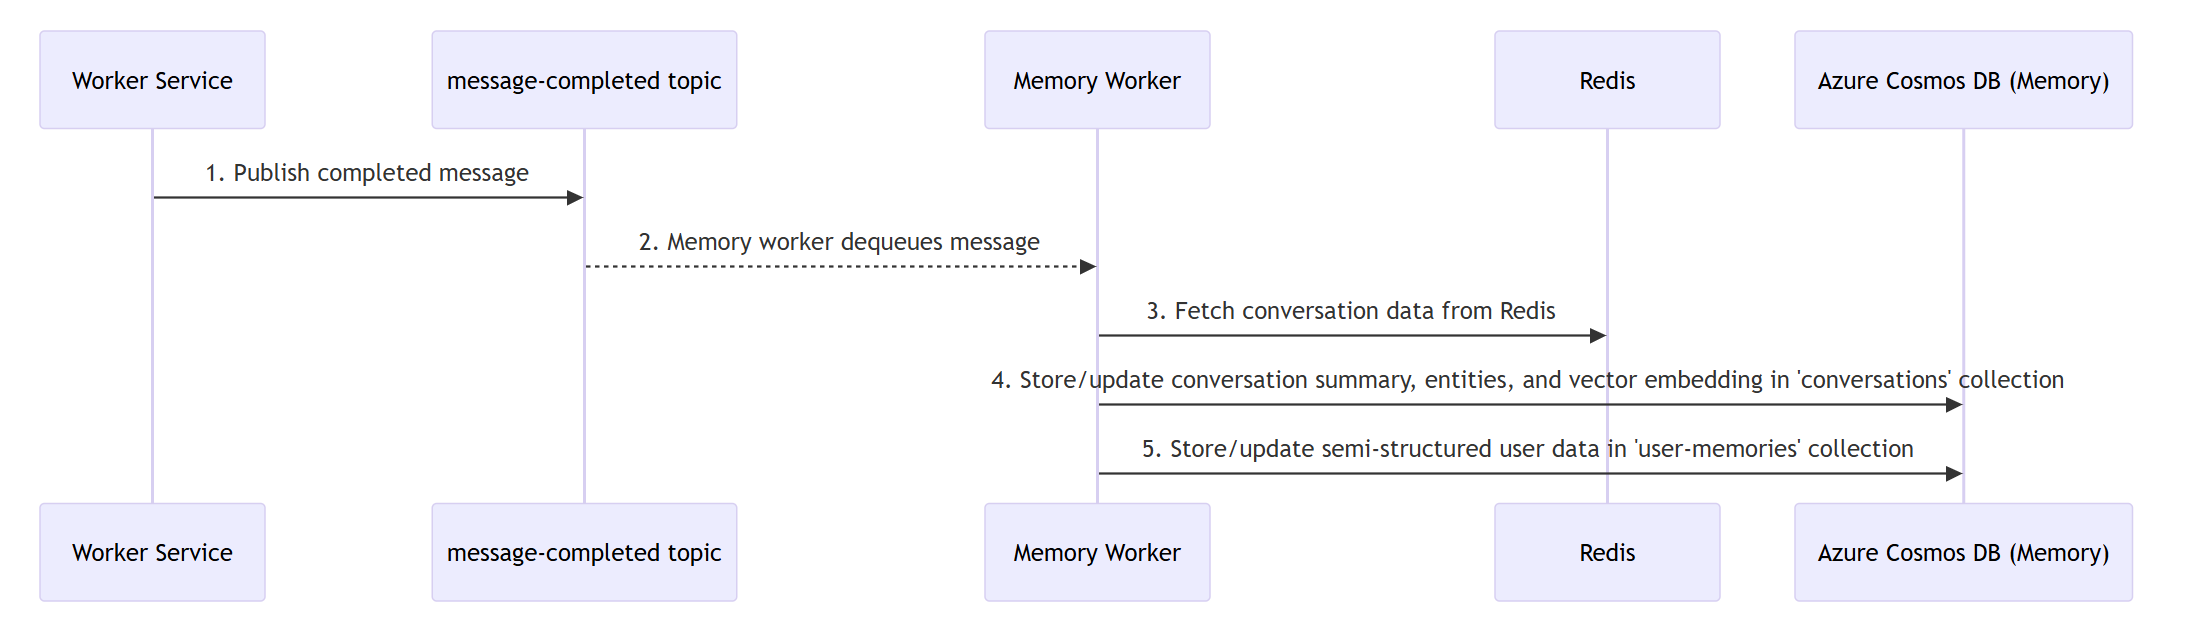 Worker Service
message-completed topic
Memory Worker
Redis
Azure Cosmos DB (Memory)
1. Publish completed message
2. Memory worker dequeues message
3. Fetch conversation data from Redis
4. Store/update conversation summary, entities, and vector embedding in 'conversations' collection
5. Store/update semi-structured user data in 'user-memories' collection
Worker Service
message-completed topic
Memory Worker
Redis
Azure Cosmos DB (Memory)